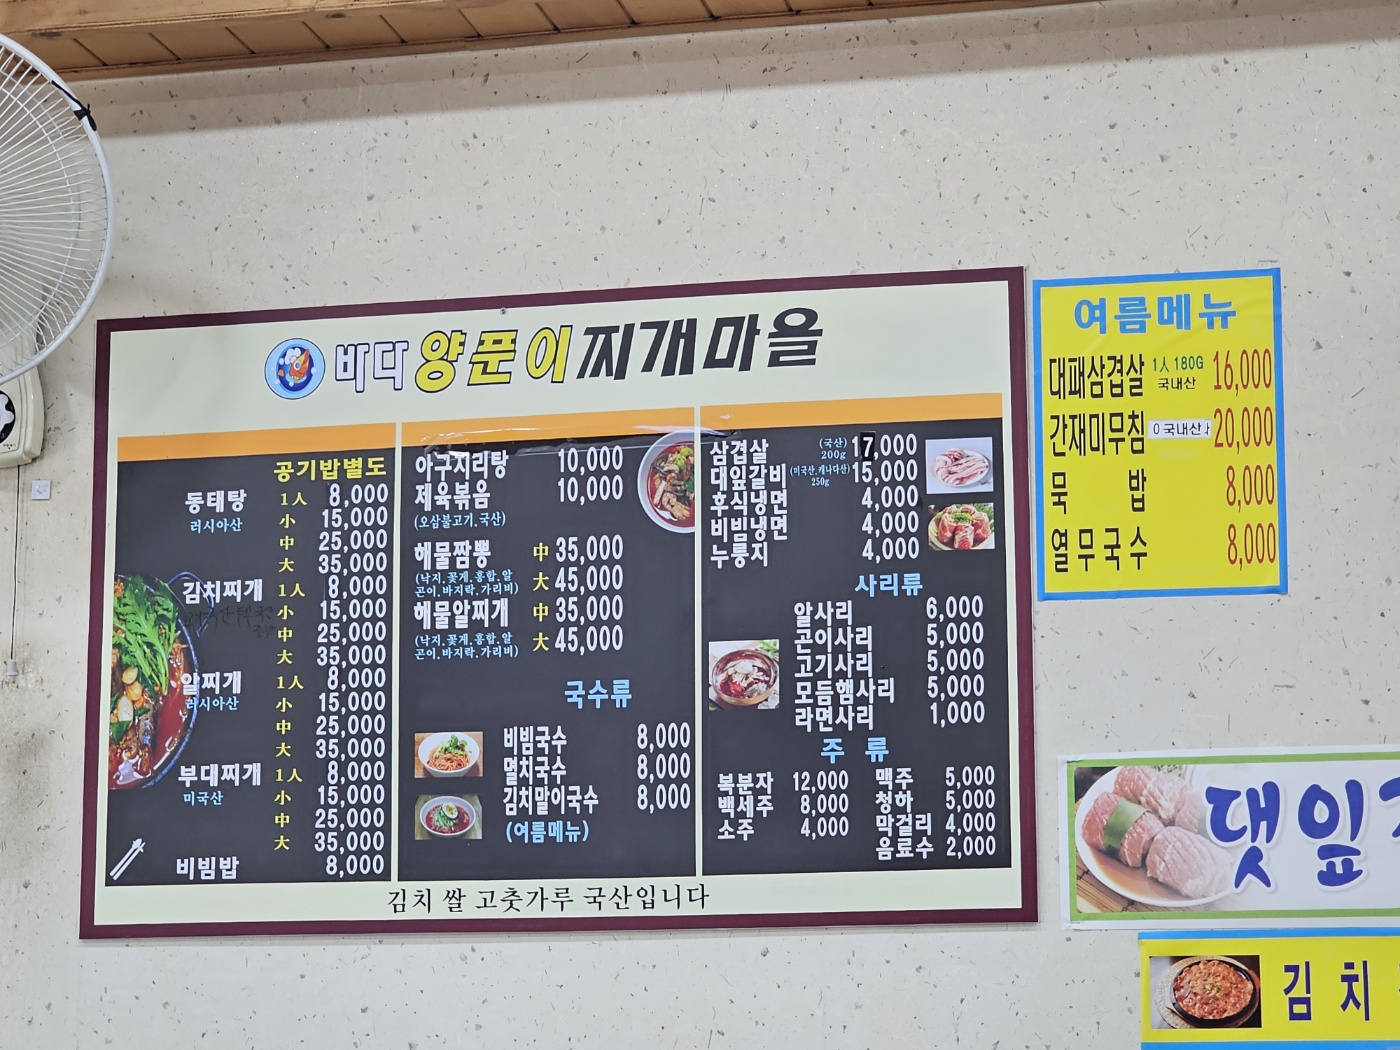 바다양푼이찌개마을
공기밥별도
동태탕 1人 8,000
러시아산 小 15,000
中 25,000
大 35,000
김치찌개 1人 8,000
小 15,000
中 25,000
大 35,000
알찌개 1人 8,000
러시아산 小 15,000
中 25,000
大 35,000
부대찌개 1人 8,000
미국산 小 15,000
中 25,000
大 35,000
비빔밥 8,000
아구지리탕 10,000
제육볶음 10,000
(오삼불고기.국산)
해물짬뽕 中 35,000
(낙지.꽃게.홍합.알
곤이.바지락.가리비) 大 45,000
해물알찌개 中 35,000
(낙지.꽃게.홍합.알
곤이.바지락.가리비) 大 45,000
국수류
비빔국수 8,000
멸치국수 8,000
김치말이국수 8,000
(여름메뉴)
삼겹살 (국산) 200g 17,000
대잎갈비 (미국산.캐나다산) 250g 15,000
후식냉면 4,000
비빔냉면 4,000
누룽지 4,000
사리류
알사리 6,000
곤이사리 5,000
고기사리 5,000
모듬햄사리 5,000
라면사리 1,000
주 류
복분자 12,000
백세주 8,000
소주 4,000
맥주 5,000
청하 5,000
막걸리 4,000
음료수 2,000
김치 쌀 고춧가루 국산입니다
여름메뉴
대패삼겹살 1人 180G 국내산 16,000
간재미무침 국내산 20,000
묵 밥 8,000
열무국수 8,000
댓잎
김치